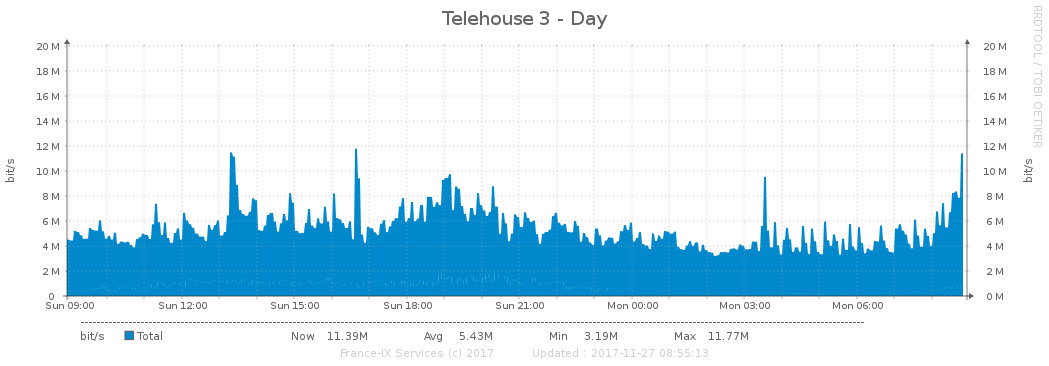 Telehouse 3 - Day
RRDTOOL / TOBI OETIKER
bit/s
20 M 20 M
18 M 18 M
16 M 16 M
14 M 14 M
12 M 12 M
10 M 10 M
8 M 8 M
6 M 6 M
4 M 4 M
2 M 2 M
0 0 M
bit/s
Sun 09:00 Sun 12:00 Sun 15:00 Sun 18:00 Sun 21:00 Mon 00:00 Mon 03:00 Mon 06:00
bit/s Total Now 11.39M Avg 5.43M Min 3.19M Max 11.77M
France-IX Services (c) 2017 Updated : 2017-11-27 08:55:13